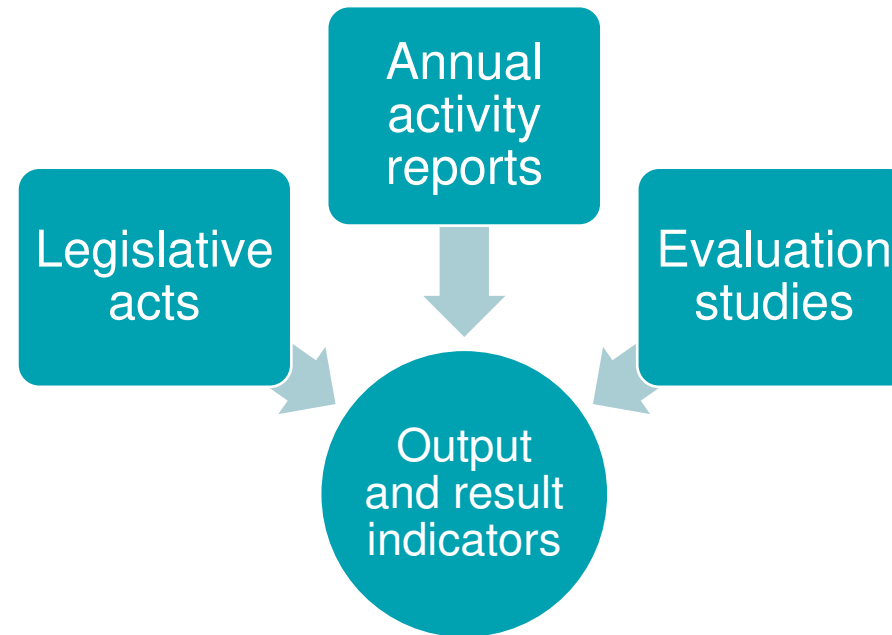 Annual
activity
reports
Legislative
acts
Evaluation
studies
Output
and result
indicators